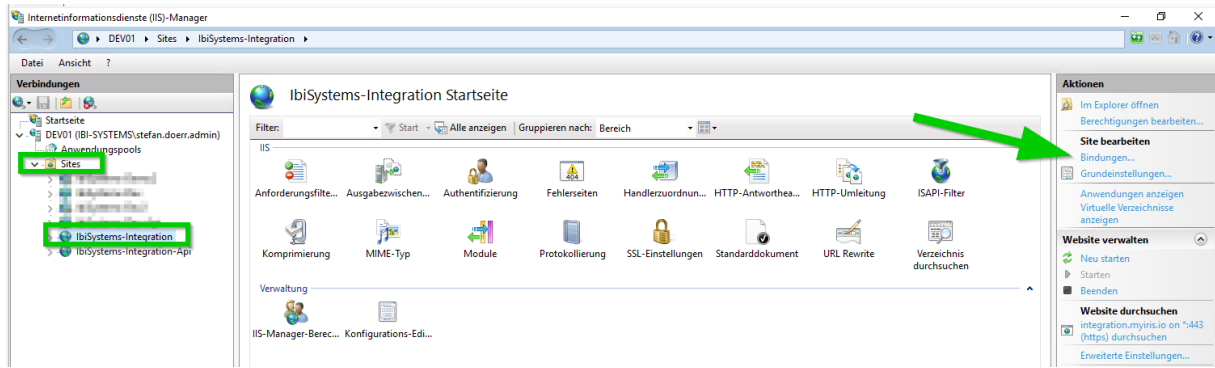 Internetinformationsdienste (IIS)-Manager
DEV01 Sites IbiSystems-Integration
Datei Ansicht ?
Verbindungen
Startseite
DEV01 (IBI-SYSTEMS\stefan.doerr.admin)
Anwendungspools
Sites
IbiSystems-Integration
IbiSystems-Integration-Api
IbiSystems-Integration Startseite
Filter: Start Alle anzeigen Gruppieren nach: Bereich
IIS
Anforderungsfilte... Ausgabezwischen... Authentifizierung Fehlerseiten Handlerzuordnun... HTTP-Antworthea... HTTP-Umleitung ISAPI-Filter
404
Komprimierung MIME-Typ Module Protokollierung SSL-Einstellungen Standarddokument URL Rewrite Verzeichnis
durchsuchen
Verwaltung
IIS-Manager-Berec... Konfigurations-Edi...
Aktionen
Im Explorer öffnen
Berechtigungen bearbeiten...
Site bearbeiten
Bindungen...
Grundeinstellungen...
Anwendungen anzeigen
Virtuelle Verzeichnisse
anzeigen
Website verwalten
Neu starten
Starten
Beenden
Website durchsuchen
integration.myiris.io on *:443
(https) durchsuchen
Erweiterte Einstellungen...